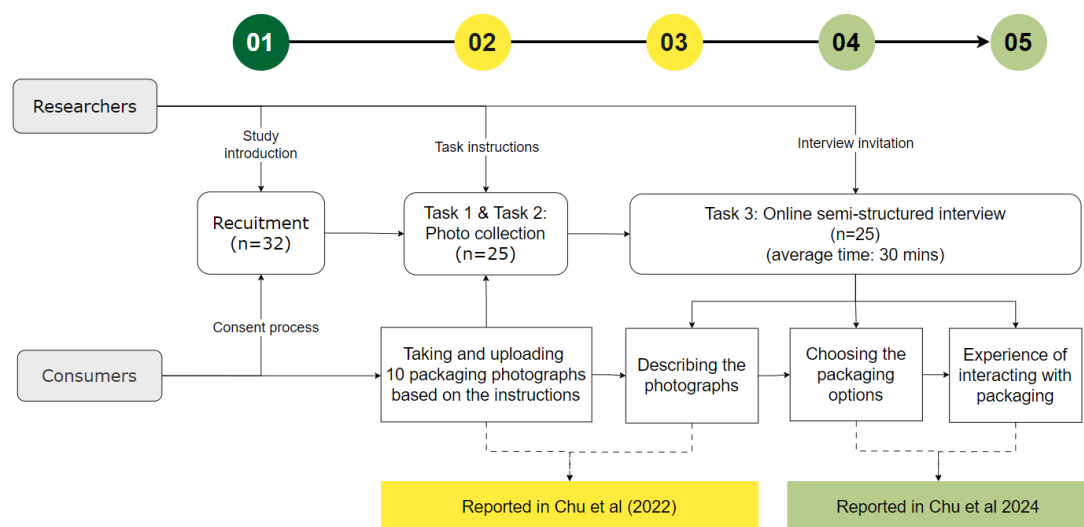 01
02
03
04
05
Researchers
Study
introduction
Task instructions
Interview invitation
Recuitment
(n=32)
Task 1 & Task 2:
Photo collection
(n=25)
Task 3: Online semi-structured interview
(n=25)
(average time: 30 mins)
Consent process
Consumers
Taking and uploading
10 packaging photographs
based on the instructions
Describing the
photographs
Choosing the
packaging
options
Experience of
interacting with
packaging
Reported in Chu et al (2022)
Reported in Chu et al 2024